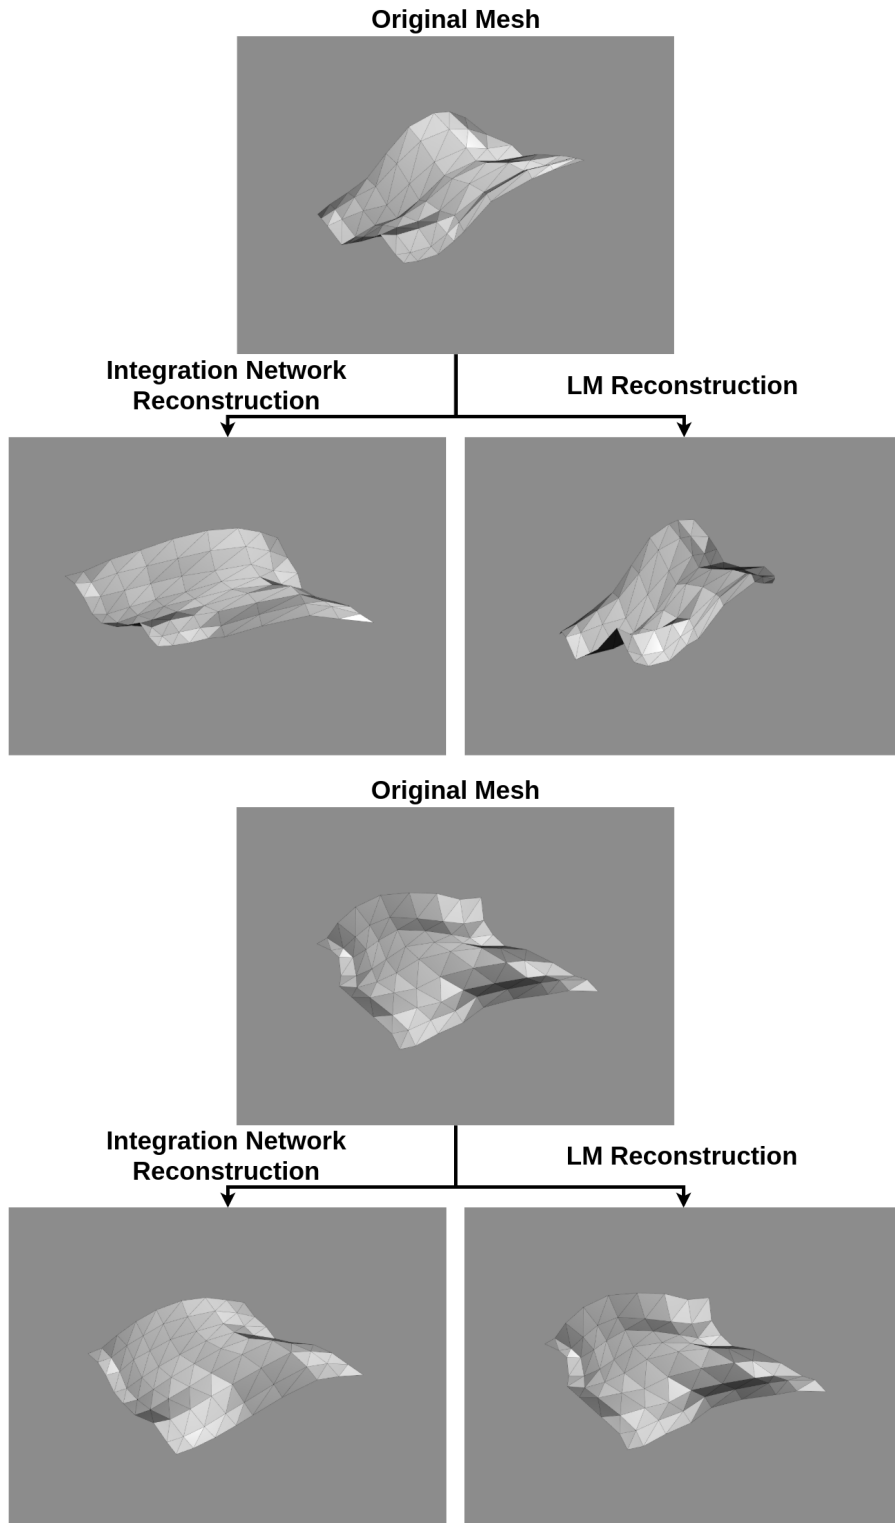 Original Mesh
Integration Network
Reconstruction
LM Reconstruction
Original Mesh
Integration Network
Reconstruction
LM Reconstruction